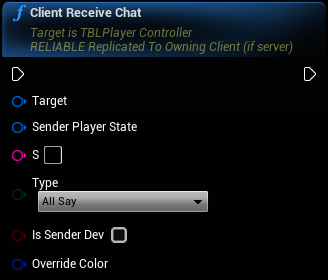 f Client Receive Chat
Target is TBLPlayer Controller
RELIABLE Replicated To Owning Client (if server)
Target
Sender Player State
S
Type
All Say
Is Sender Dev
Override Color